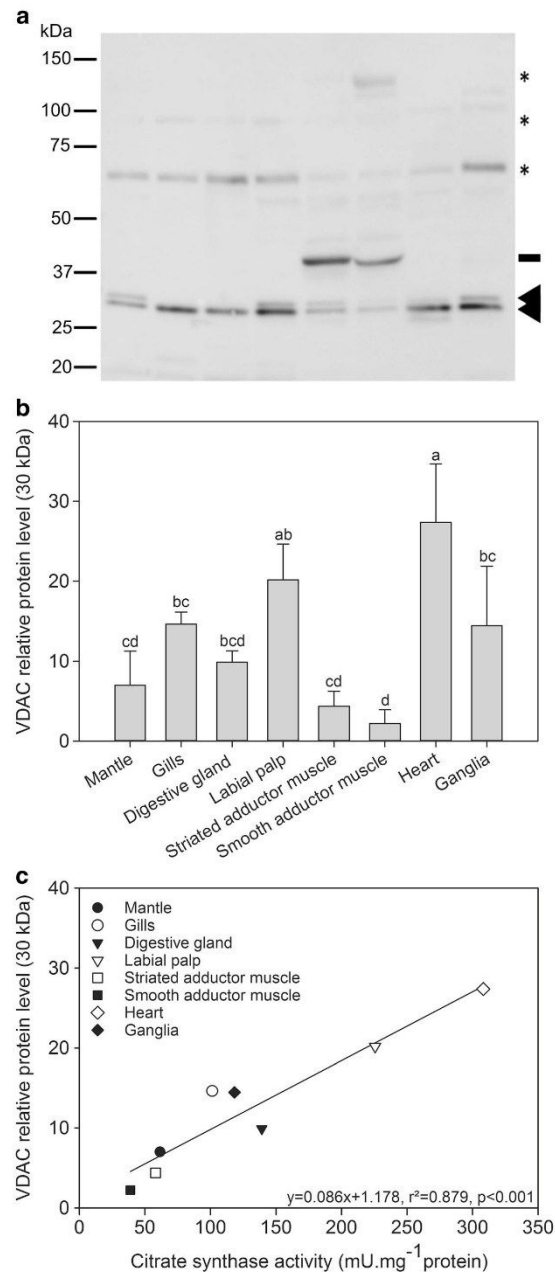 a
kDa
150
100
75
50
37
25
20
*
*
*
b
VDAC relative protein level (30 kDa)
40
30
20
10
0
cd
bc
bcd
ab
cd
d
a
bc
Mantle
Gills
Digestive gland
Labial palp
Striated adductor muscle
Smooth adductor muscle
Heart
Ganglia
c
VDAC relative protein level (30 kDa)
40
30
20
10
0
Mantle
Gills
Digestive gland
Labial palp
Striated adductor muscle
Smooth adductor muscle
Heart
Ganglia
y=0.086x+1.178, r²=0.879, p<0.001
0 50 100 150 200 250 300 350
Citrate synthase activity (mU.mg⁻¹protein)